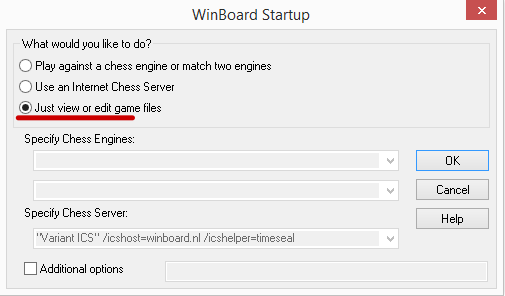 WinBoard Startup
What would you like to do?
Play against a chess engine or match two engines
Use an Internet Chess Server
Just view or edit game files
Specify Chess Engines:
OK
Cancel
Specify Chess Server:
Help
"Variant ICS" /icshost=winboard.nl /icshelper=timeseal
Additional options